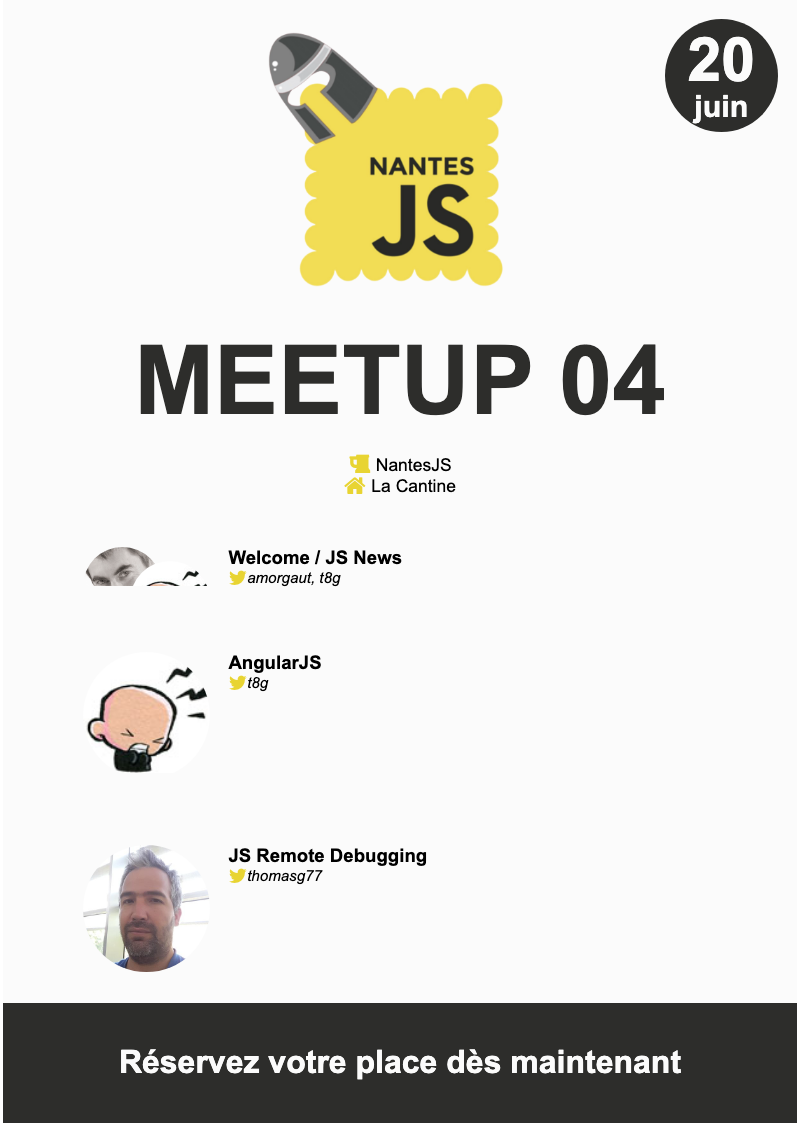 20
juin
NANTES
JS
MEETUP 04
NantesJS
La Cantine
Welcome / JS News
amorgaut, t8g
AngularJS
t8g
JS Remote Debugging
thomasg77
Réservez votre place dès maintenant